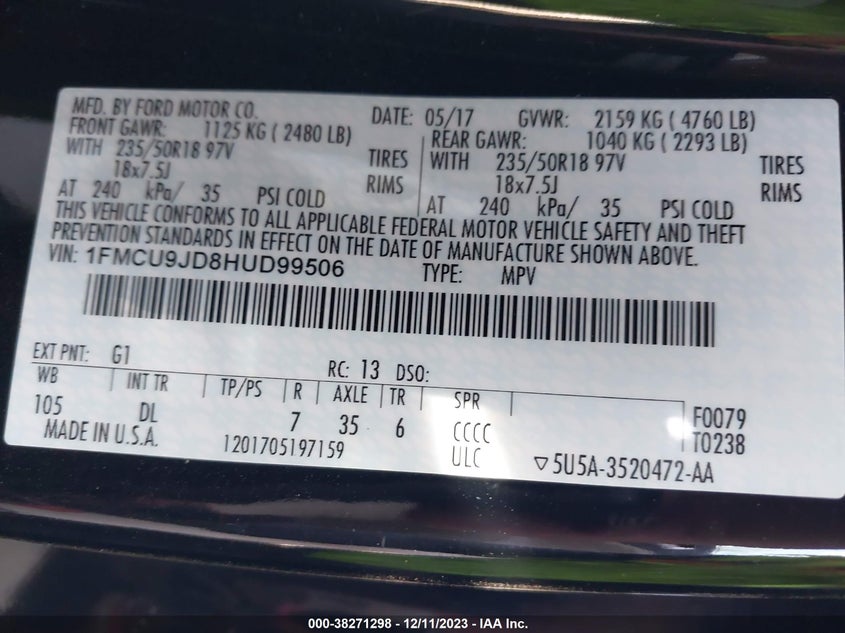 MFD. BY FORD MOTOR CO. DATE: 05/17 GVWR: 2159 KG ( 4760 LB)
FRONT GAWR: 1125 KG ( 2480 LB) REAR GAWR: 1040 KG ( 2293 LB)
WITH 235/50R18 97V TIRES WITH 235/50R18 97V TIRES
18x7.5J RIMS 18x7.5J RIMS
AT 240 kPa/ 35 PSI COLD AT 240 kPa/ 35 PSI COLD
THIS VEHICLE CONFORMS TO ALL APPLICABLE FEDERAL MOTOR VEHICLE SAFETY AND THEFT
PREVENTION STANDARDS IN EFFECT ON THE DATE OF MANUFACTURE SHOWN ABOVE.
VIN: 1FMCU9JD8HUD99506 TYPE: MPV
EXT PNT: G1 RC: 13 DSO:
WB INT TR TP/PS R AXLE TR SPR
105 DL 7 35 6 CCCC F0079
MADE IN U.S.A. 1201705197159 ULC T0238
▽5U5A-3520472-AA
000-38271298 - 12/11/2023 - IAA Inc.